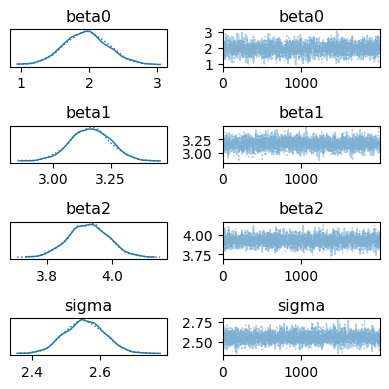 beta0 beta0
3
2
1
1 2 3 0 1000
beta1 beta1
3.25
3.00
3.00 3.25 0 1000
beta2 beta2
4.00
3.75
3.8 4.0 0 1000
sigma sigma
2.75
2.50
2.4 2.6 0 1000